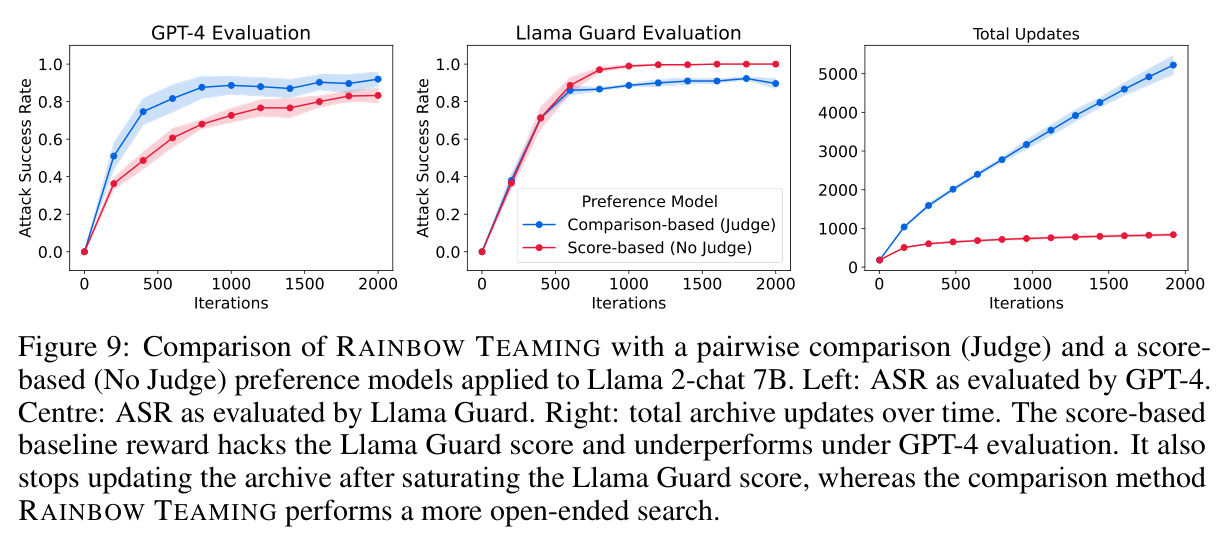 GPT-4 Evaluation
Attack Success Rate
1.0
0.8
0.6
0.4
0.2
0.0
0 500 1000 1500 2000
Iterations
Llama Guard Evaluation
Attack Success Rate
1.0
0.8
0.6
0.4
0.2
0.0
Preference Model
Comparison-based (Judge)
Score-based (No Judge)
0 500 1000 1500 2000
Iterations
Total Updates
5000
4000
3000
2000
1000
0
0 500 1000 1500 2000
Iterations
Figure 9: Comparison of RAINBOW TEAMING with a pairwise comparison (Judge) and a score-
based (No Judge) preference models applied to Llama 2-chat 7B. Left: ASR as evaluated by GPT-4.
Centre: ASR as evaluated by Llama Guard. Right: total archive updates over time. The score-based
baseline reward hacks the Llama Guard score and underperforms under GPT-4 evaluation. It also
stops updating the archive after saturating the Llama Guard score, whereas the comparison method
RAINBOW TEAMING performs a more open-ended search.